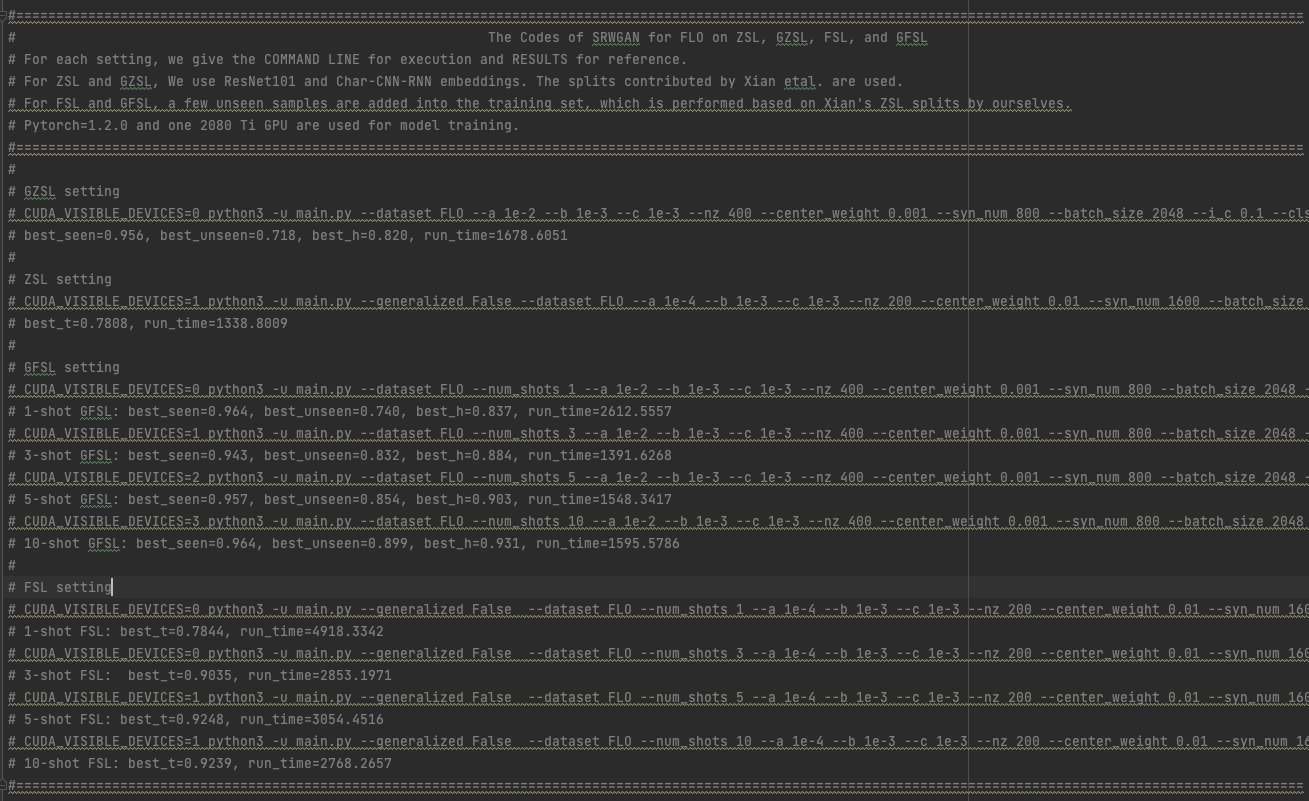 #=================================================================================================================================================================
# The Codes of SRWGAN for FLO on ZSL, GZSL, FSL, and GFSL
# For each setting, we give the COMMAND LINE for execution and RESULTS for reference.
# For ZSL and GZSL, We use ResNet101 and Char-CNN-RNN embeddings. The splits contributed by Xian etal. are used.
# For FSL and GFSL, a few unseen samples are added into the training set, which is performed based on Xian's ZSL splits by ourselves.
# Pytorch=1.2.0 and one 2080 Ti GPU are used for model training.
#=================================================================================================================================================================
#
# GZSL setting
# CUDA_VISIBLE_DEVICES=0 python3 -u main.py --dataset FLO --a 1e-2 --b 1e-3 --c 1e-3 --nz 400 --center_weight 0.001 --syn_num 800 --batch_size 2048 --i_c 0.1 --cls
# best_seen=0.956, best_unseen=0.718, best_h=0.820, run_time=1678.6051
#
# ZSL setting
# CUDA_VISIBLE_DEVICES=1 python3 -u main.py --generalized False --dataset FLO --a 1e-4 --b 1e-3 --c 1e-3 --nz 200 --center_weight 0.01 --syn_num 1600 --batch_size
# best_t=0.7808, run_time=1338.8009
#
# GFSL setting
# CUDA_VISIBLE_DEVICES=0 python3 -u main.py --dataset FLO --num_shots 1 --a 1e-2 --b 1e-3 --c 1e-3 --nz 400 --center_weight 0.001 --syn_num 800 --batch_size 2048 -
# 1-shot GFSL: best_seen=0.964, best_unseen=0.740, best_h=0.837, run_time=2612.5557
# CUDA_VISIBLE_DEVICES=1 python3 -u main.py --dataset FLO --num_shots 3 --a 1e-2 --b 1e-3 --c 1e-3 --nz 400 --center_weight 0.001 --syn_num 800 --batch_size 2048 -
# 3-shot GFSL: best_seen=0.943, best_unseen=0.832, best_h=0.884, run_time=1391.6268
# CUDA_VISIBLE_DEVICES=2 python3 -u main.py --dataset FLO --num_shots 5 --a 1e-2 --b 1e-3 --c 1e-3 --nz 400 --center_weight 0.001 --syn_num 800 --batch_size 2048 -
# 5-shot GFSL: best_seen=0.957, best_unseen=0.854, best_h=0.903, run_time=1548.3417
# CUDA_VISIBLE_DEVICES=3 python3 -u main.py --dataset FLO --num_shots 10 --a 1e-2 --b 1e-3 --c 1e-3 --nz 400 --center_weight 0.001 --syn_num 800 --batch_size 2048
# 10-shot GFSL: best_seen=0.964, best_unseen=0.899, best_h=0.931, run_time=1595.5786
#
# FSL setting
# CUDA_VISIBLE_DEVICES=0 python3 -u main.py --generalized False  --dataset FLO --num_shots 1 --a 1e-4 --b 1e-3 --c 1e-3 --nz 200 --center_weight 0.01 --syn_num 160
# 1-shot FSL: best_t=0.7844, run_time=4918.3342
# CUDA_VISIBLE_DEVICES=0 python3 -u main.py --generalized False  --dataset FLO --num_shots 3 --a 1e-4 --b 1e-3 --c 1e-3 --nz 200 --center_weight 0.01 --syn_num 160
# 3-shot FSL:  best_t=0.9035, run_time=2853.1971
# CUDA_VISIBLE_DEVICES=1 python3 -u main.py --generalized False  --dataset FLO --num_shots 5 --a 1e-4 --b 1e-3 --c 1e-3 --nz 200 --center_weight 0.01 --syn_num 160
# 5-shot FSL: best_t=0.9248, run_time=3054.4516
# CUDA_VISIBLE_DEVICES=1 python3 -u main.py --generalized False  --dataset FLO --num_shots 10 --a 1e-4 --b 1e-3 --c 1e-3 --nz 200 --center_weight 0.01 --syn_num 16
# 10-shot FSL: best_t=0.9239, run_time=2768.2657
#=================================================================================================================================================================